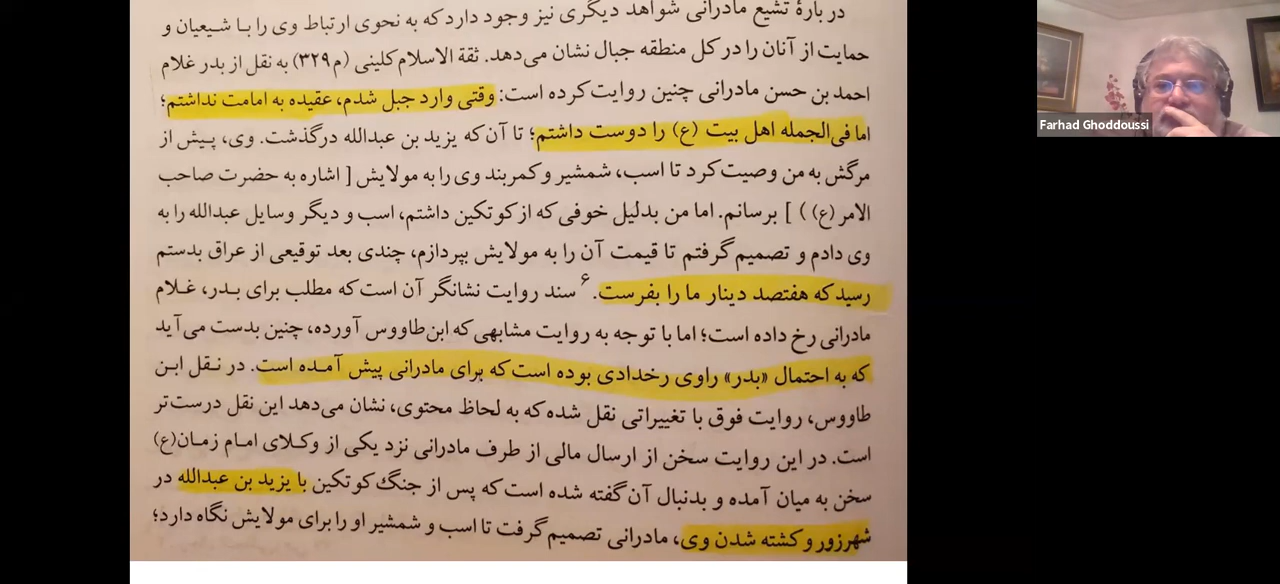 دربارهٔ تشیع مادرانی شواهد دیگری نیز وجود دارد که به نحوی ارتباط وی را با شیعیان و
حمایت از آنان را در کل منطقه جبال نشان می‌دهد. ثقة الاسلام کلینی (م۳۲۹) به نقل از بدر غلام
احمد بن حسن مادرانی چنین روایت کرده است: وقتی وارد جبل شدم، عقیده به امامت نداشتم؛
اما فی‌الجمله اهل بیت (ع) را دوست داشتم؛ تا آن‌که یزید بن عبدالله درگذشت. وی، پیش از
مرگش به من وصیت کرد تا اسب، شمشیر و کمربند وی را به مولایش [ اشاره به حضرت صاحب
الامر(ع) ) ] برسانم. اما من بدلیل خوفی که از کوتکین داشتم، اسب و دیگر وسایل عبدالله را به
وی دادم و تصمیم گرفتم تا قیمت آن را به مولایش بپردازم، چندی بعد توقیعی از عراق بدستم
رسید که هفتصد دینار ما را بفرست.۶ سند روایت نشانگر آن است که مطلب برای بدر، غلام
مادرانی رخ داده است؛ اما با توجه به روایت مشابهی که ابن‌طاووس آورده، چنین بدست می‌آید
که به احتمال «بدر» راوی رخدادی بوده است که برای مادرانی پیش آمده است. در نقل ابن
طاووس، روایت فوق با تغییراتی نقل شده که به لحاظ محتوی، نشان می‌دهد این نقل درست‌تر
است. در این روایت سخن از ارسال مالی از طرف مادرانی نزد یکی از وکلای امام زمان(ع)
سخن به میان آمده و بدنبال آن گفته شده است که پس از جنگ کوتکین با یزید بن عبدالله در
شهرزور و کشته شدن وی، مادرانی تصمیم گرفت تا اسب و شمشیر او را برای مولایش نگاه دارد؛
Farhad Ghoddoussi